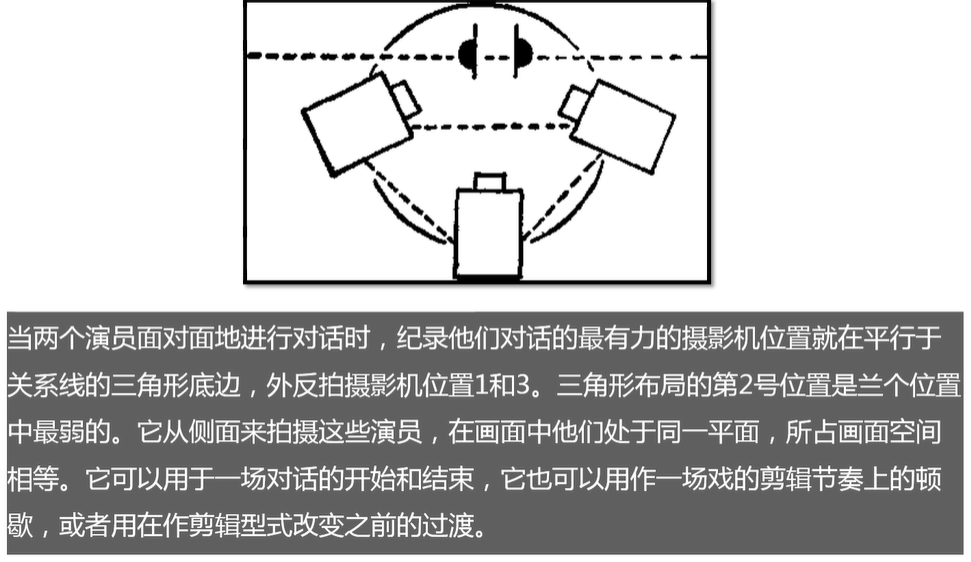 当两个演员面对面地进行对话时，纪录他们对话的最有力的摄影机位置就在平行于
关系线的三角形底边，外反拍摄影机位置1和3。三角形布局的第2号位置是兰个位置
中最弱的。它从侧面来拍摄这些演员，在画面中他们处于同一平面，所占画面空间
相等。它可以用于一场对话的开始和结束，它也可以用作一场戏的剪辑节奏上的顿
歇，或者用在作剪辑型式改变之前的过渡。